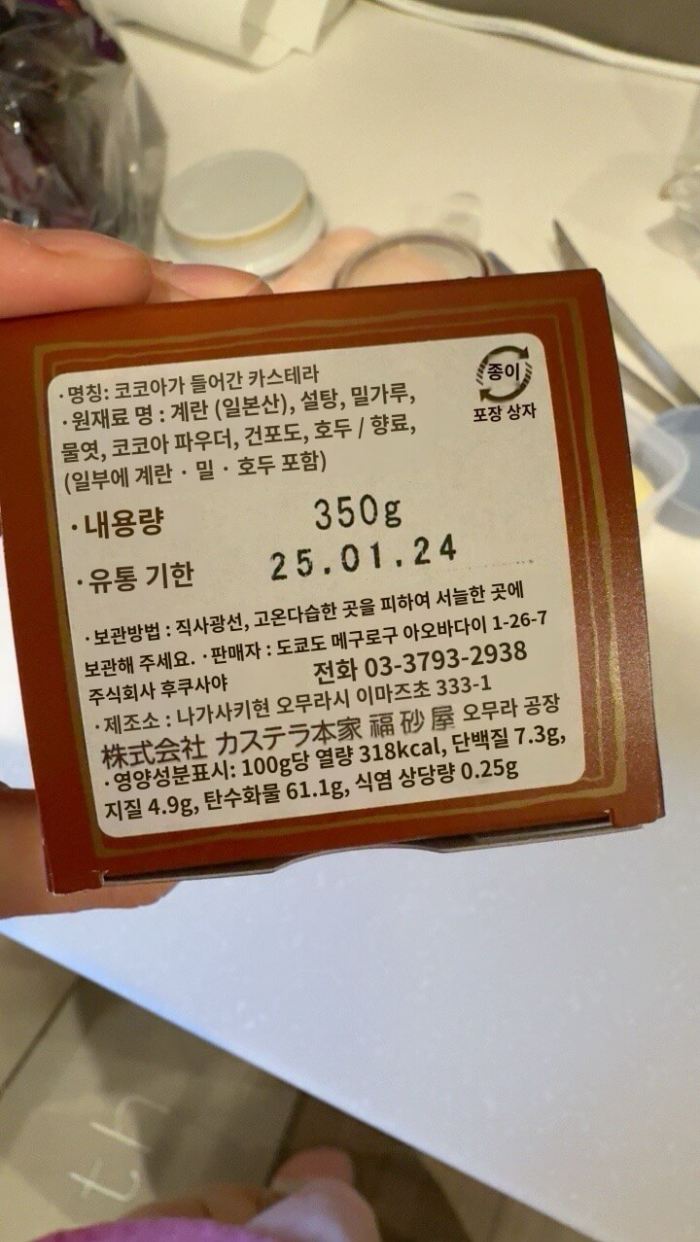 · 명칭: 코코아가 들어간 카스테라
· 원재료 명 : 계란 (일본산), 설탕, 밀가루,
물엿, 코코아 파우더, 건포도, 호두 / 향료,
(일부에 계란 · 밀 · 호두 포함)
종이
포장 상자
· 내용량 350g
· 유통 기한 25.01.24
· 보관방법 : 직사광선, 고온다습한 곳을 피하여 서늘한 곳에
보관해 주세요. · 판매자 : 도쿄도 메구로구 아오바다이 1-26-7
주식회사 후쿠사야 전화 03-3793-2938
· 제조소 : 나가사키현 오무라시 이마즈초 333-1
株式会社 カステラ本家 福砂屋 오무라 공장
· 영양성분표시: 100g당 열량 318kcal, 단백질 7.3g,
지질 4.9g, 탄수화물 61.1g, 식염 상당량 0.25g